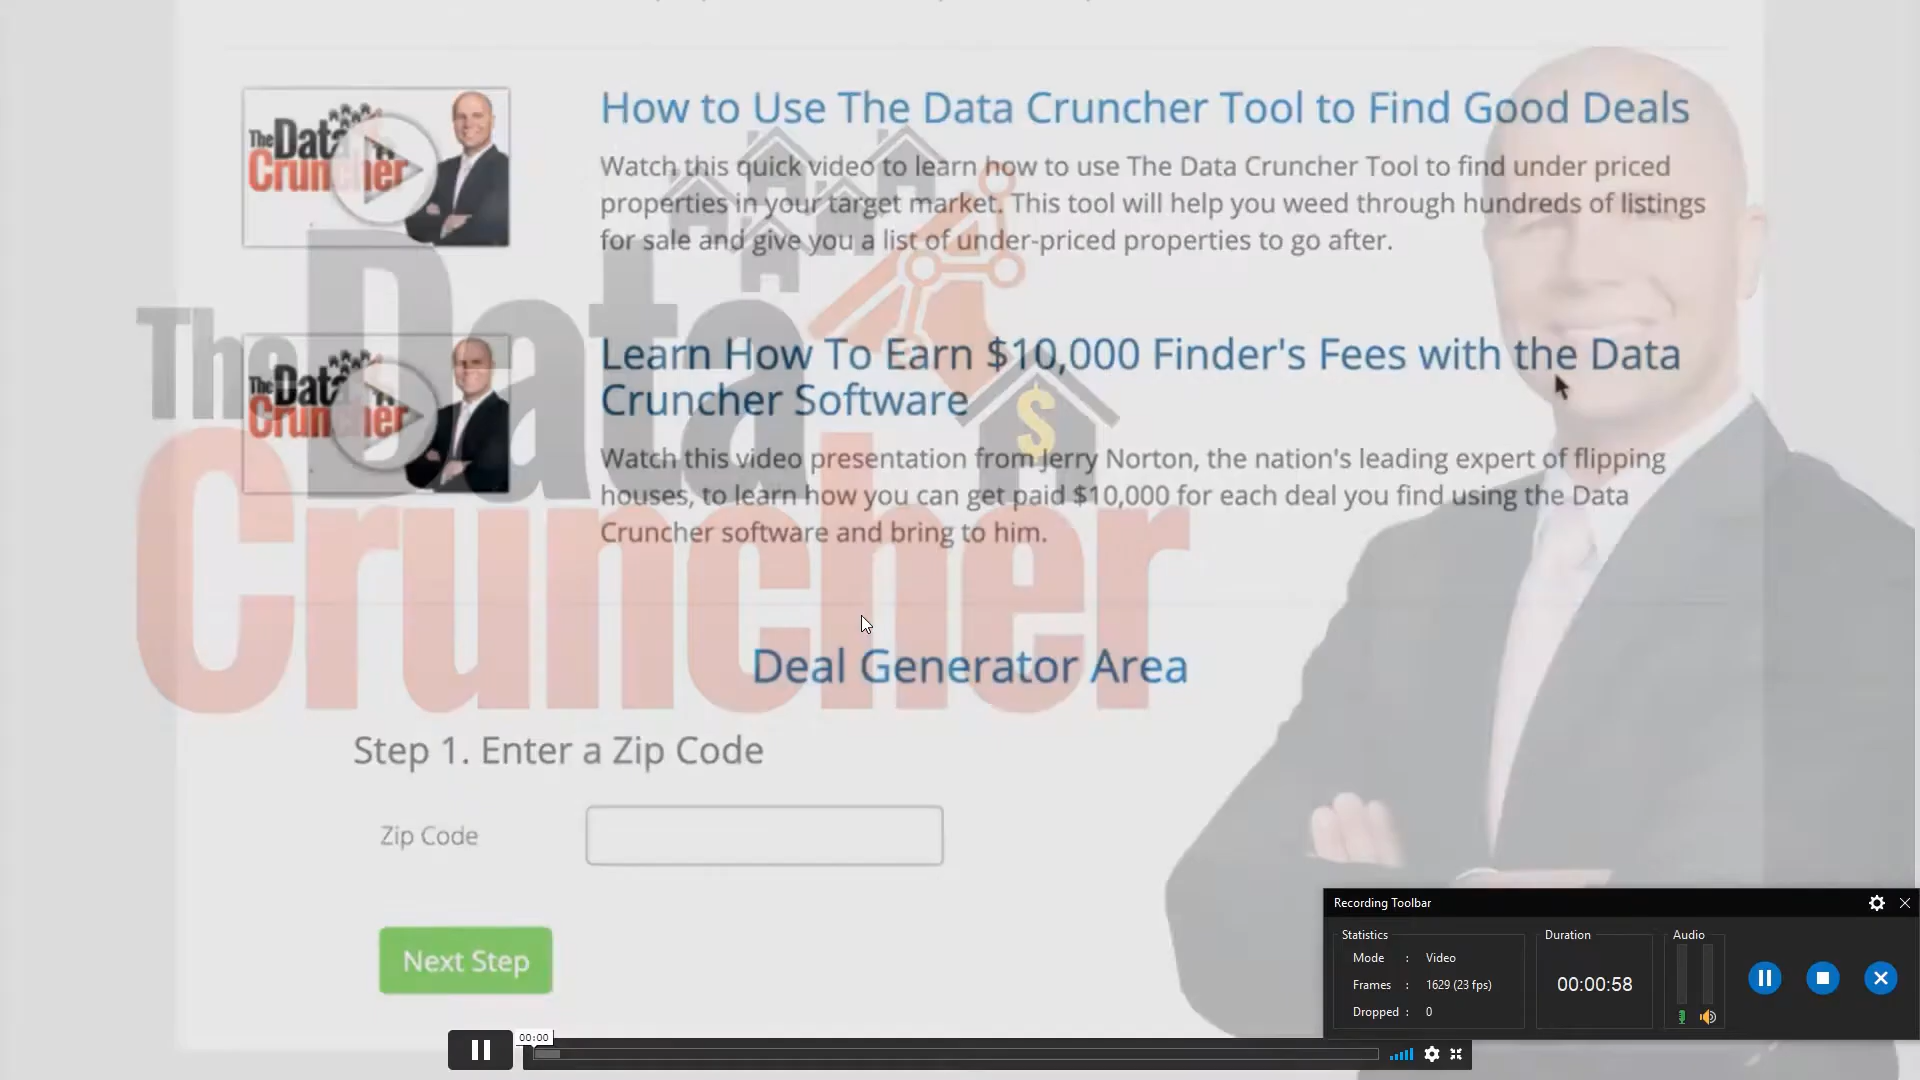 How to Use The Data Cruncher Tool to Find Good Deals
Watch this quick video to learn how to use The Data Cruncher Tool to find under priced
properties in your target market. This tool will help you weed through hundreds of listings
for sale and give you a list of under-priced properties to go after.
The Data
Cruncher
Learn How To Earn $10,000 Finder's Fees with the Data
Cruncher Software
Watch this video presentation from Jerry Norton, the nation's leading expert of flipping
houses, to learn how you can get paid $10,000 for each deal you find using the Data
Cruncher software and bring to him.
The Data
Cruncher
The Data
Cruncher
$
Deal Generator Area
Step 1. Enter a Zip Code
Zip Code
Next Step
00:00
Recording Toolbar
Statistics
Mode : Video
Frames : 1629 (23 fps)
Dropped : 0
Duration
00:00:58
Audio